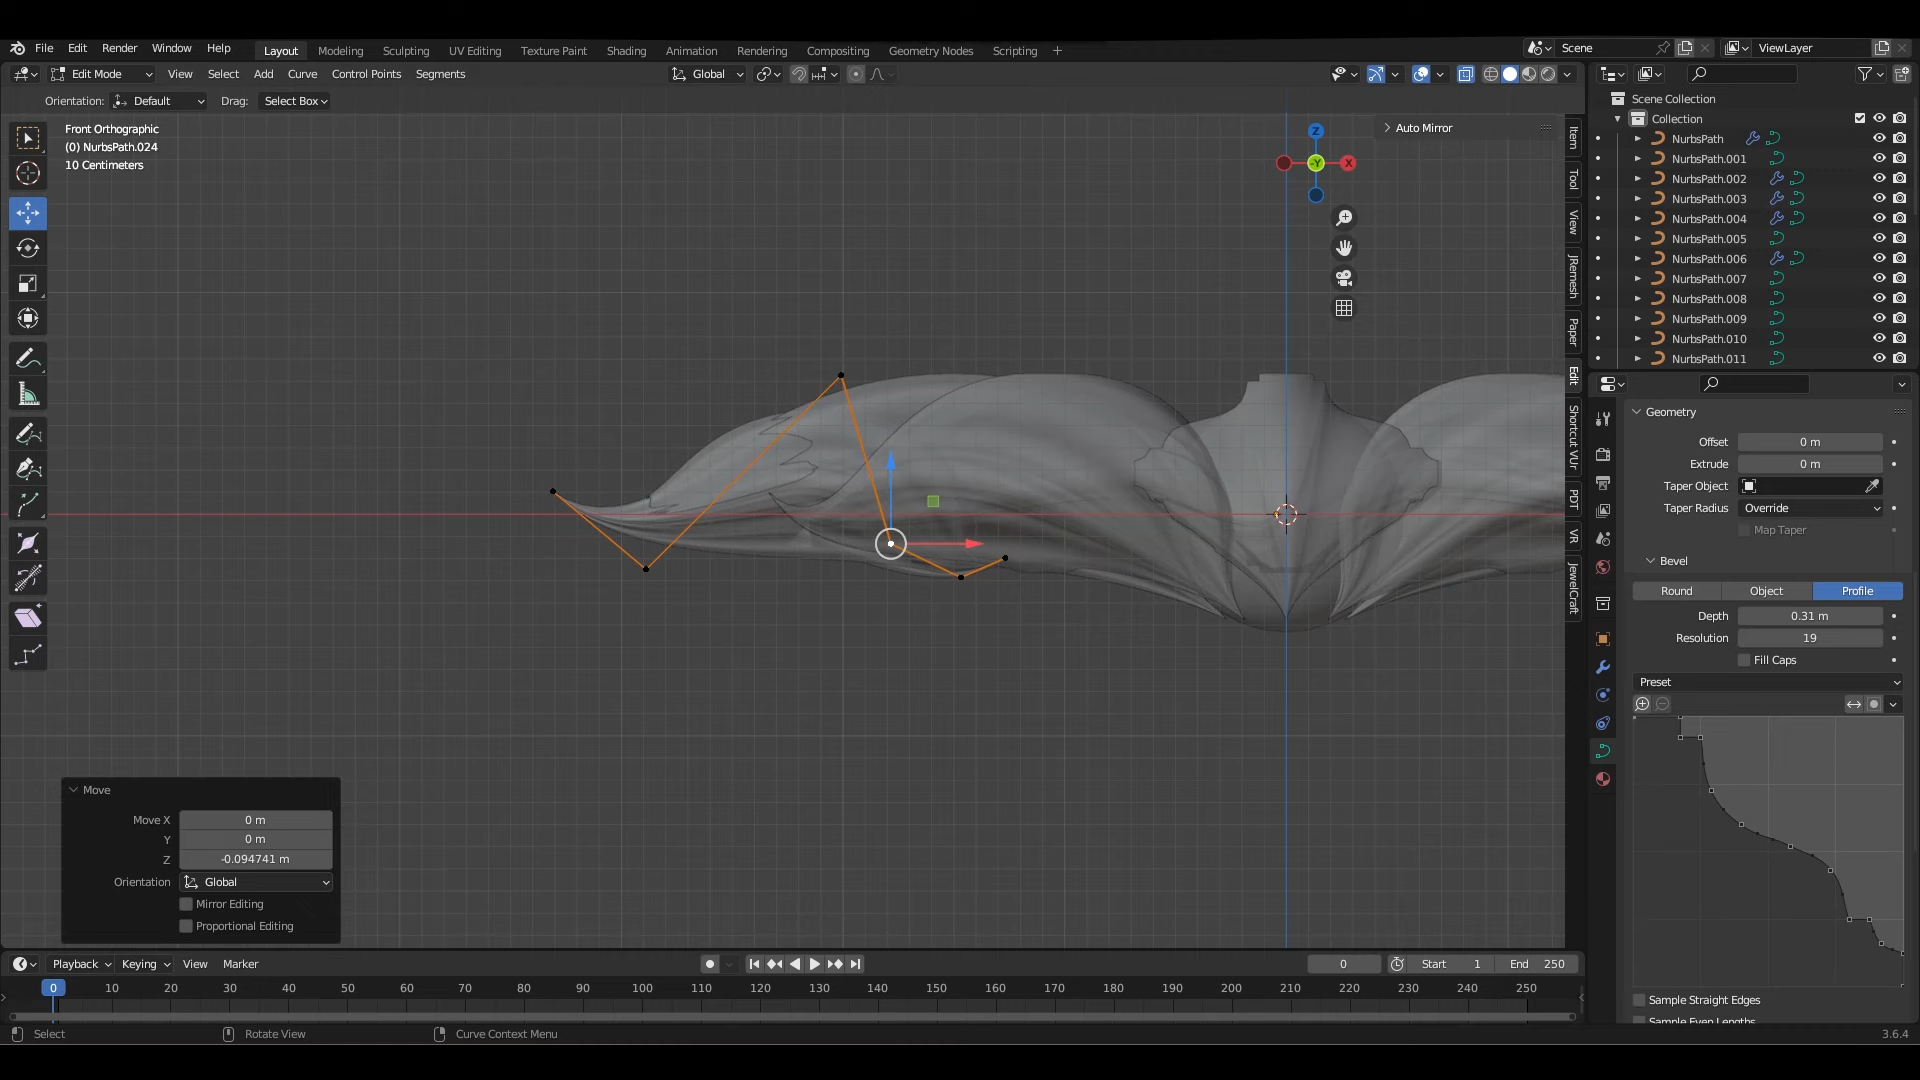 File Edit Render Window Help Layout Modeling Sculpting UV Editing Texture Paint Shading Animation Rendering Compositing Geometry Nodes Scripting + Scene ViewLayer
Edit Mode View Select Add Curve Control Points Segments Global
Orientation: Default Drag: Select Box
Front Orthographic
(0) NurbsPath.024
10 Centimeters
Auto Mirror
Z
-Y
X
Item
Tool
View
JRemesh
Paper
Edit
Shortcut VUr
PDT
VR
JewelCraft
Scene Collection
Collection
NurbsPath
NurbsPath.001
NurbsPath.002
NurbsPath.003
NurbsPath.004
NurbsPath.005
NurbsPath.006
NurbsPath.007
NurbsPath.008
NurbsPath.009
NurbsPath.010
NurbsPath.011
Geometry
Offset 0 m
Extrude 0 m
Taper Object
Taper Radius Override
Map Taper
Bevel
Round Object Profile
Depth 0.31 m
Resolution 19
Fill Caps
Preset
Sample Straight Edges
Sample Even Lengths
Move
Move X 0 m
Y 0 m
Z -0.094741 m
Orientation Global
Mirror Editing
Proportional Editing
Playback Keying View Marker 0 Start 1 End 250
0 10 20 30 40 50 60 70 80 90 100 110 120 130 140 150 160 170 180 190 200 210 220 230 240 250
Select Rotate View Curve Context Menu 3.6.4